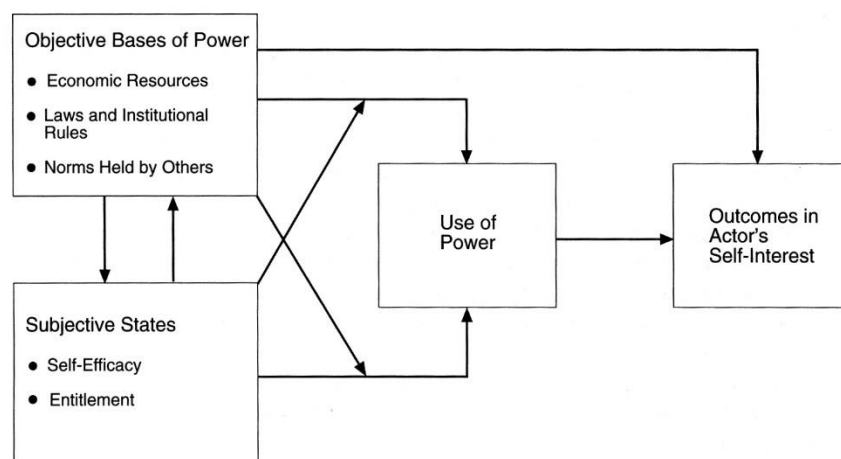 Objective Bases of Power
● Economic Resources
● Laws and Institutional
Rules
● Norms Held by Others
Use of
Power
Outcomes in
Actor's
Self-Interest
Subjective States
● Self-Efficacy
● Entitlement